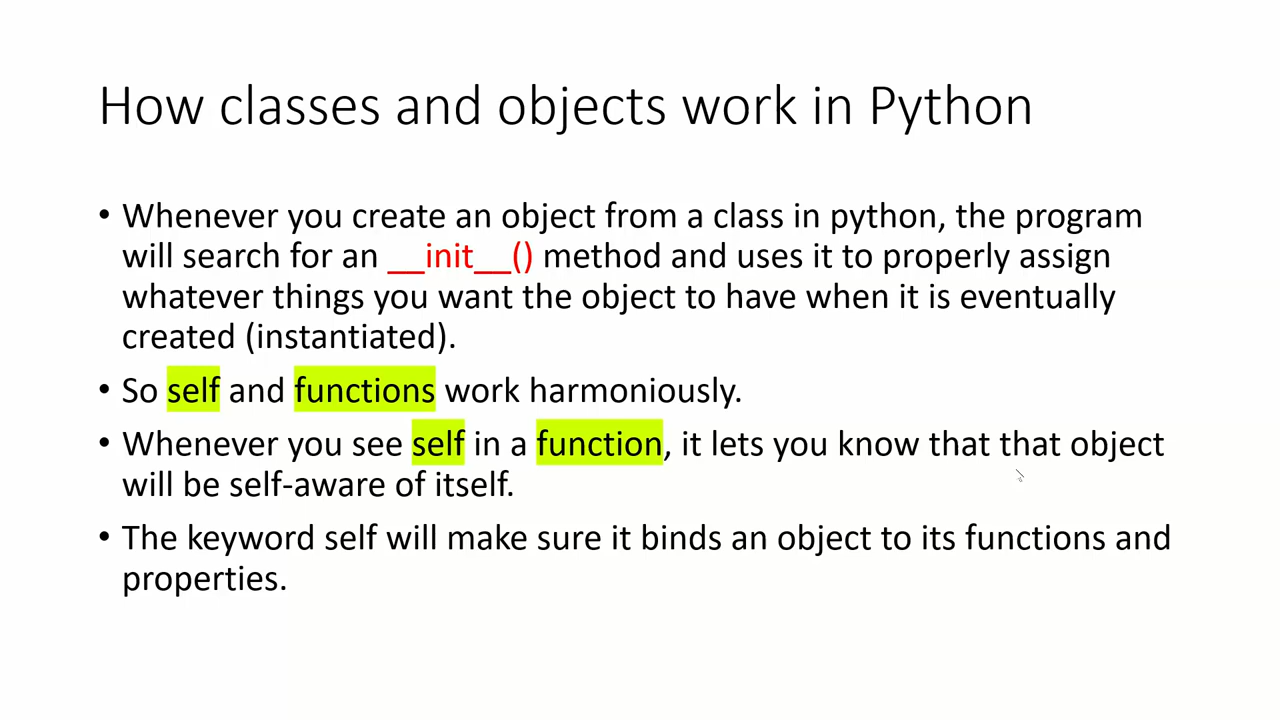 How classes and objects work in Python
• Whenever you create an object from a class in python, the program
will search for an __init__() method and uses it to properly assign
whatever things you want the object to have when it is eventually
created (instantiated).
• So self and functions work harmoniously.
• Whenever you see self in a function, it lets you know that that object
will be self-aware of itself.
• The keyword self will make sure it binds an object to its functions and
properties.